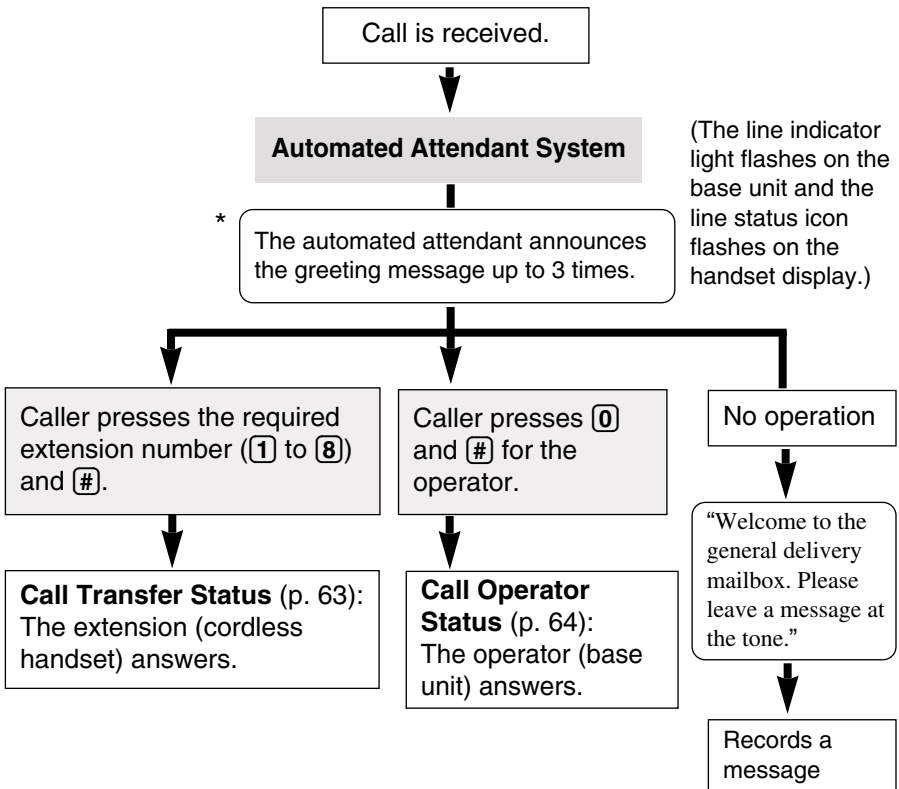 Call is received.
Automated Attendant System
(The line indicator
light flashes on the
base unit and the
line status icon
flashes on the
handset display.)
*
The automated attendant announces
the greeting message up to 3 times.
Caller presses the required
extension number (1 to 8)
and #.
Caller presses 0
and # for the
operator.
No operation
Call Transfer Status (p. 63):
The extension (cordless
handset) answers.
Call Operator
Status (p. 64):
The operator (base
unit) answers.
“Welcome to the
general delivery
mailbox. Please
leave a message at
the tone.”
Records a
message